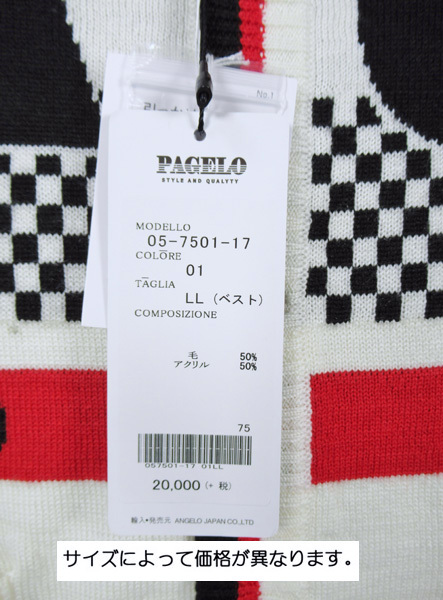 No.1
PAGELO
STYLE AND QUALYTY
MODELLO
05-7501-17
COLORE
01
TAGLIA
LL (ベスト)
COMPOSIZIONE
毛 50%
アクリル 50%
75
057501-17 01LL
20,000 (+ 税)
輸入・発売元 ANGELO JAPAN CO.,LTD
サイズによって価格が異なります。